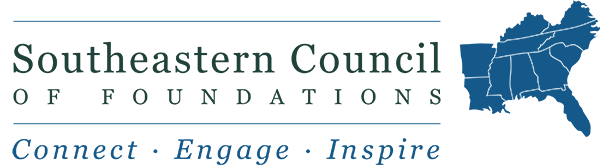 Southeastern Council
OF FOUNDATIONS
Connect · Engage · Inspire